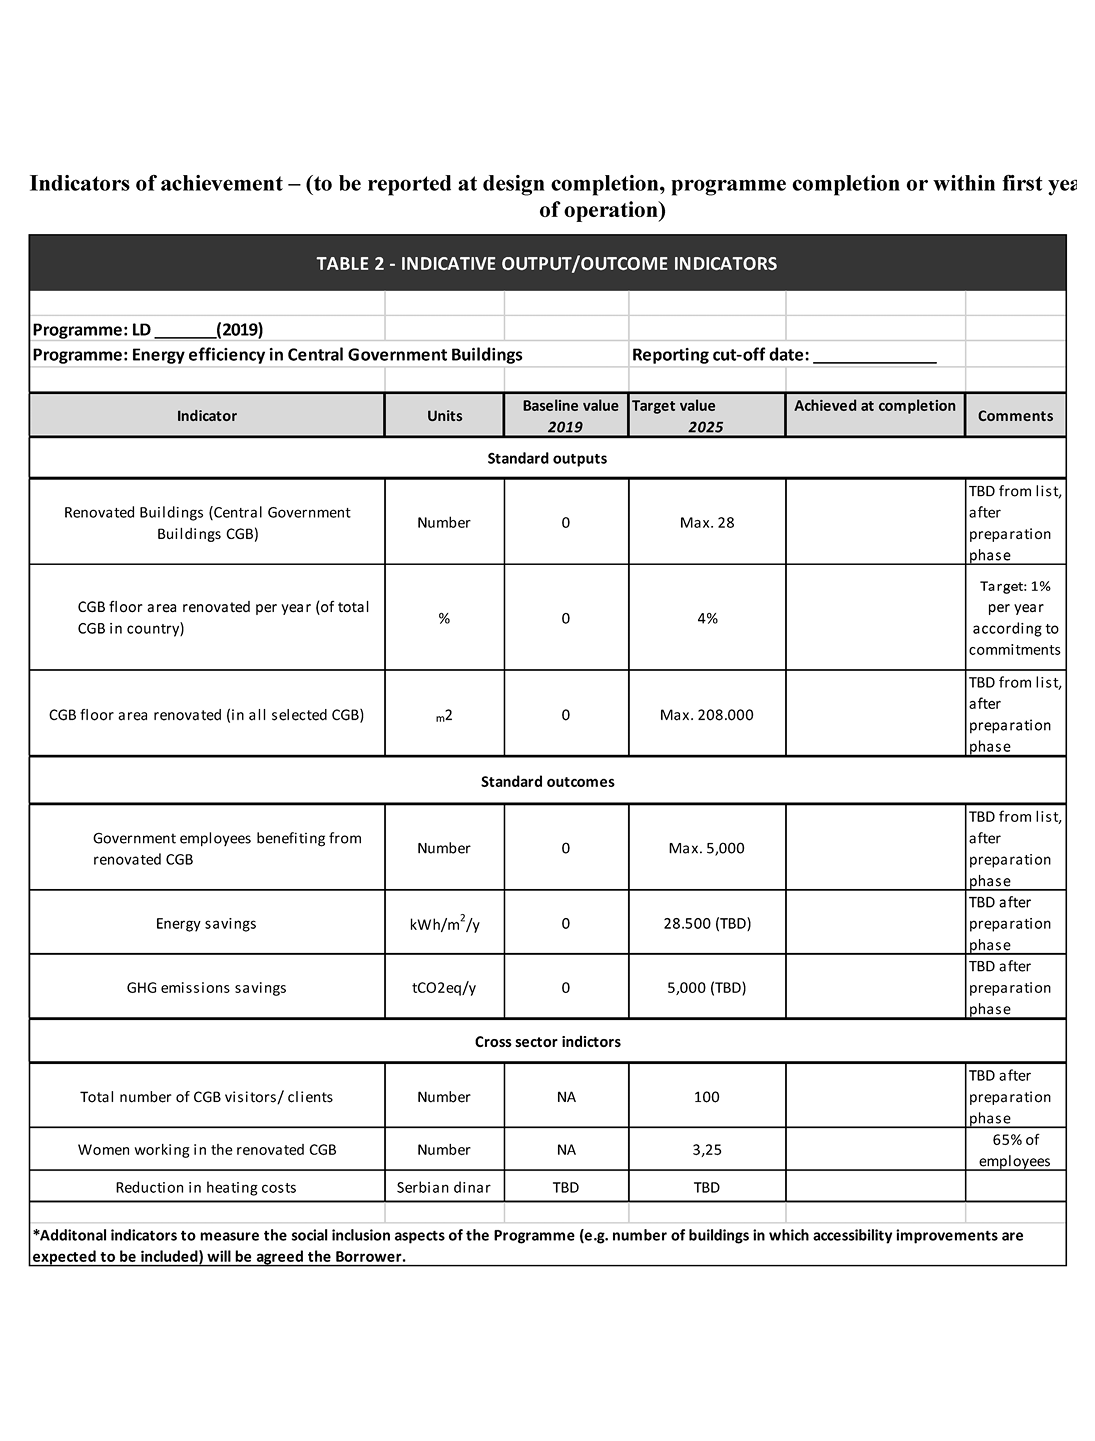 Indicators of achievement – (to be reported at design completion, programme completion or within first yea
of operation)
TABLE 2 - INDICATIVE OUTPUT/OUTCOME INDICATORS
Programme: LD _______(2019)
Programme: Energy efficiency in Central Government Buildings Reporting cut-off date: ______________
Indicator Units Baseline value 2019 Target value 2025 Achieved at completion Comments
Standard outputs
Renovated Buildings (Central Government
Buildings CGB)
Number
0
Max. 28
TBD from list,
after
preparation
phase
CGB floor area renovated per year (of total
CGB in country)
%
0
4%
Target: 1%
per year
according to
commitments
CGB floor area renovated (in all selected CGB)
m2
0
Max. 208.000
TBD from list,
after
preparation
phase
Standard outcomes
Government employees benefiting from
renovated CGB
Number
0
Max. 5,000
TBD from list,
after
preparation
phase
Energy savings
kWh/m²/y
0
28.500 (TBD)
TBD after
preparation
phase
GHG emissions savings
tCO2eq/y
0
5,000 (TBD)
TBD after
preparation
phase
Cross sector indictors
Total number of CGB visitors/ clients
Number
NA
100
TBD after
preparation
phase
Women working in the renovated CGB
Number
NA
3,25
65% of
employees
Reduction in heating costs
Serbian dinar
TBD
TBD
*Additonal indicators to measure the social inclusion aspects of the Programme (e.g. number of buildings in which accessibility improvements are
expected to be included) will be agreed the Borrower.